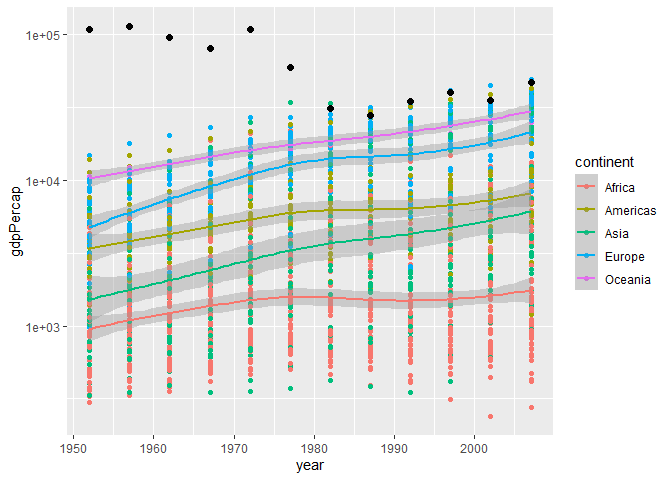 1e+05
1e+04
1e+03
gdpPercap
1950
1960
1970
1980
1990
2000
year
continent
Africa
Americas
Asia
Europe
Oceania